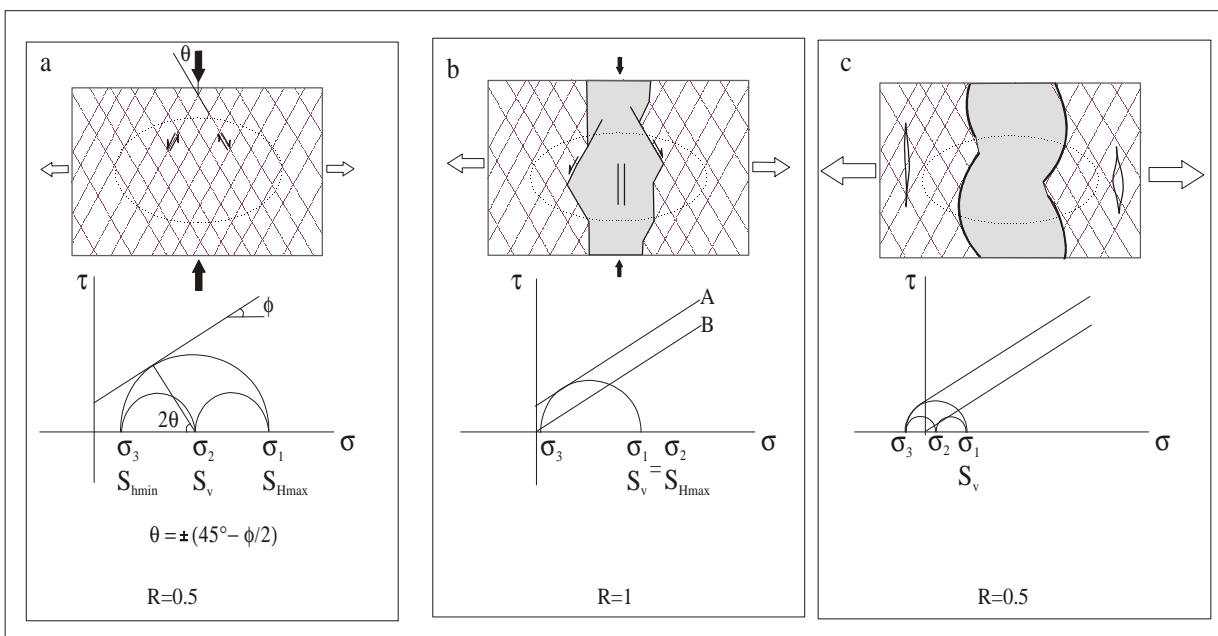 a
θ
τ
ϕ
2θ
σ₃ σ₂ σ₁ σ
Shmin Sv SHmax
θ = ± (45° − ϕ/2)
R=0.5
b
τ
A
B
σ₃ σ₁ σ₂ σ
Sv = SHmax
R=1
c
τ
σ₃ σ₂ σ₁ σ
Sv
R=0.5